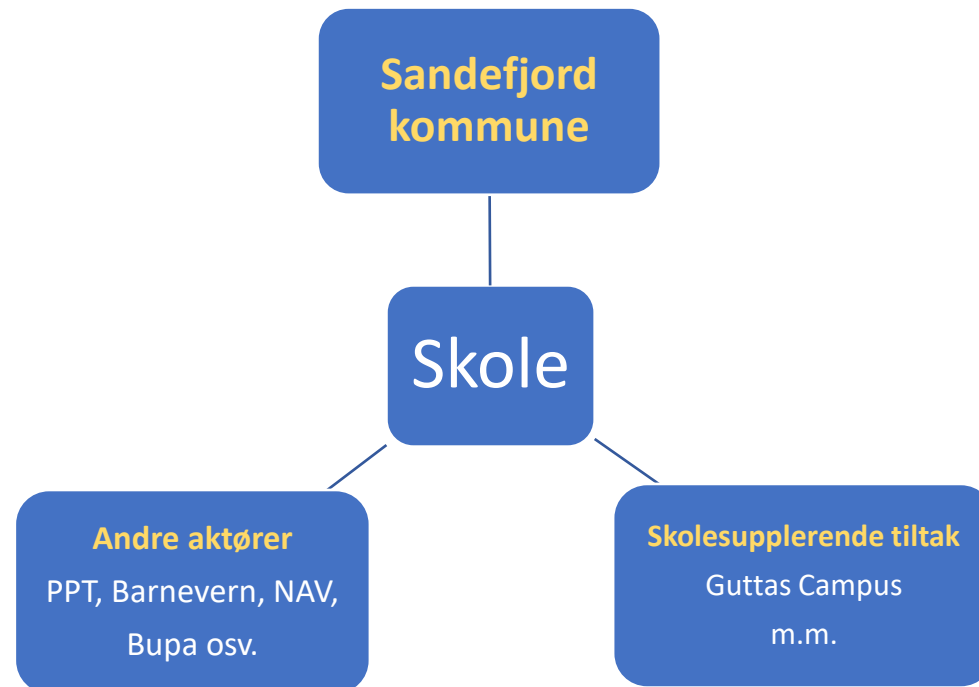 Sandefjord
kommune
Skole
Andre aktører
PPT, Barnevern, NAV,
Bupa osv.
Skolesupplerende tiltak
Guttas Campus
m.m.